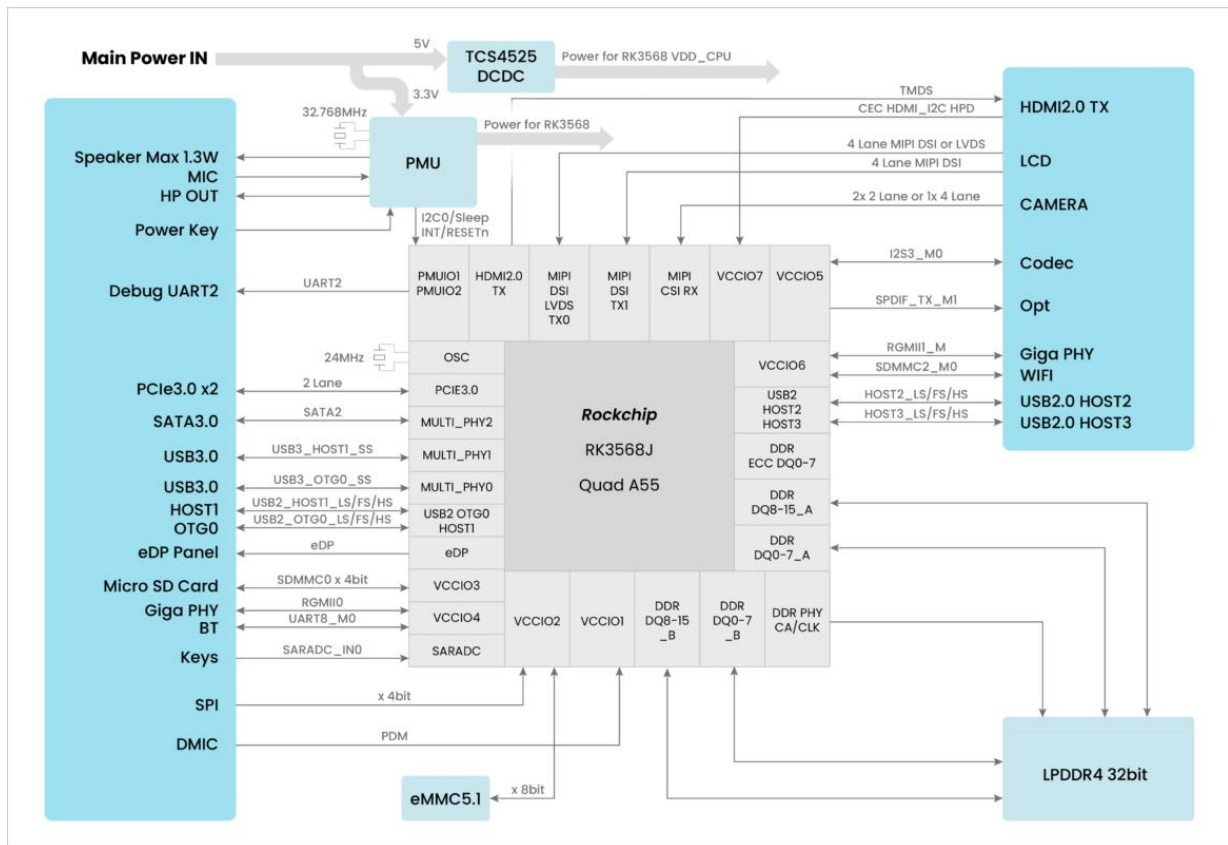 Main Power IN
5V
TCS4525
DCDC
Power for RK3568 VDD_CPU
3.3V
32.768MHz
PMU
Power for RK3568
TMDS
CEC HDMI_I2C HPD
HDMI2.0 TX
4 Lane MIPI DSI or LVDS
4 Lane MIPI DSI
LCD
2x 2 Lane or 1x 4 Lane
CAMERA
Speaker Max 1.3W
MIC
HP OUT
Power Key
I2C0/Sleep
INT/RESETn
Debug UART2
UART2
PMUIO1
PMUIO2
HDMI2.0
TX
MIPI
DSI
LVDS
TX0
MIPI
DSI
TX1
MIPI
CSI RX
VCCIO7
VCCIO5
I2S3_M0
Codec
SPDIF_TX_M1
Opt
24MHz
OSC
PCIe3.0 x2
2 Lane
PCIE3.0
SATA3.0
SATA2
MULTI_PHY2
USB3.0
USB3_HOST1_SS
MULTI_PHY1
USB3.0
USB3_OTG0_SS
MULTI_PHY0
HOST1
USB2_HOST1_LS/FS/HS
OTG0
USB2_OTG0_LS/FS/HS
USB2 OTG0
HOST1
eDP Panel
eDP
eDP
Micro SD Card
SDMMC0 x 4bit
VCCIO3
Giga PHY
RGMII0
BT
UART8_M0
VCCIO4
Keys
SARADC_IN0
SARADC
Rockchip
RK3568J
Quad A55
VCCIO6
RGMII1_M
Giga PHY
SDMMC2_M0
WIFI
USB2
HOST2
HOST3
HOST2_LS/FS/HS
USB2.0 HOST2
HOST3_LS/FS/HS
USB2.0 HOST3
DDR
ECC DQ0-7
DDR
DQ8-15_A
DDR
DQ0-7_A
VCCIO2
VCCIO1
DDR
DQ8-15
_B
DDR
DQ0-7
_B
DDR PHY
CA/CLK
SPI
x 4bit
DMIC
PDM
eMMC5.1
x 8bit
LPDDR4 32bit